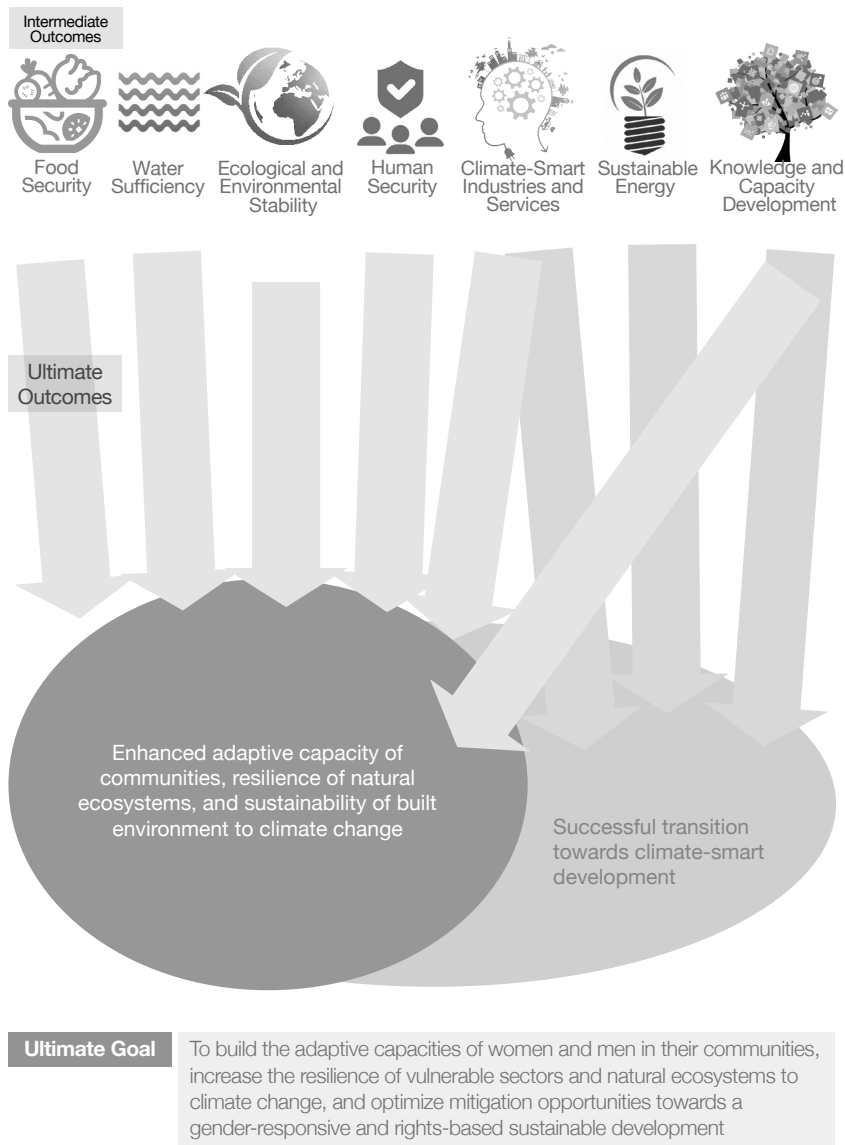 Intermediate
Outcomes
Food
Security
Water
Sufficiency
Ecological and
Environmental
Stability
Human
Security
Climate-Smart
Industries and
Services
Sustainable
Energy
Knowledge and
Capacity
Development
Ultimate
Outcomes
Enhanced adaptive capacity of
communities, resilience of natural
ecosystems, and sustainability of built
environment to climate change
Successful transition
towards climate-smart
development
Ultimate Goal
To build the adaptive capacities of women and men in their communities,
increase the resilience of vulnerable sectors and natural ecosystems to
climate change, and optimize mitigation opportunities towards a
gender-responsive and rights-based sustainable development